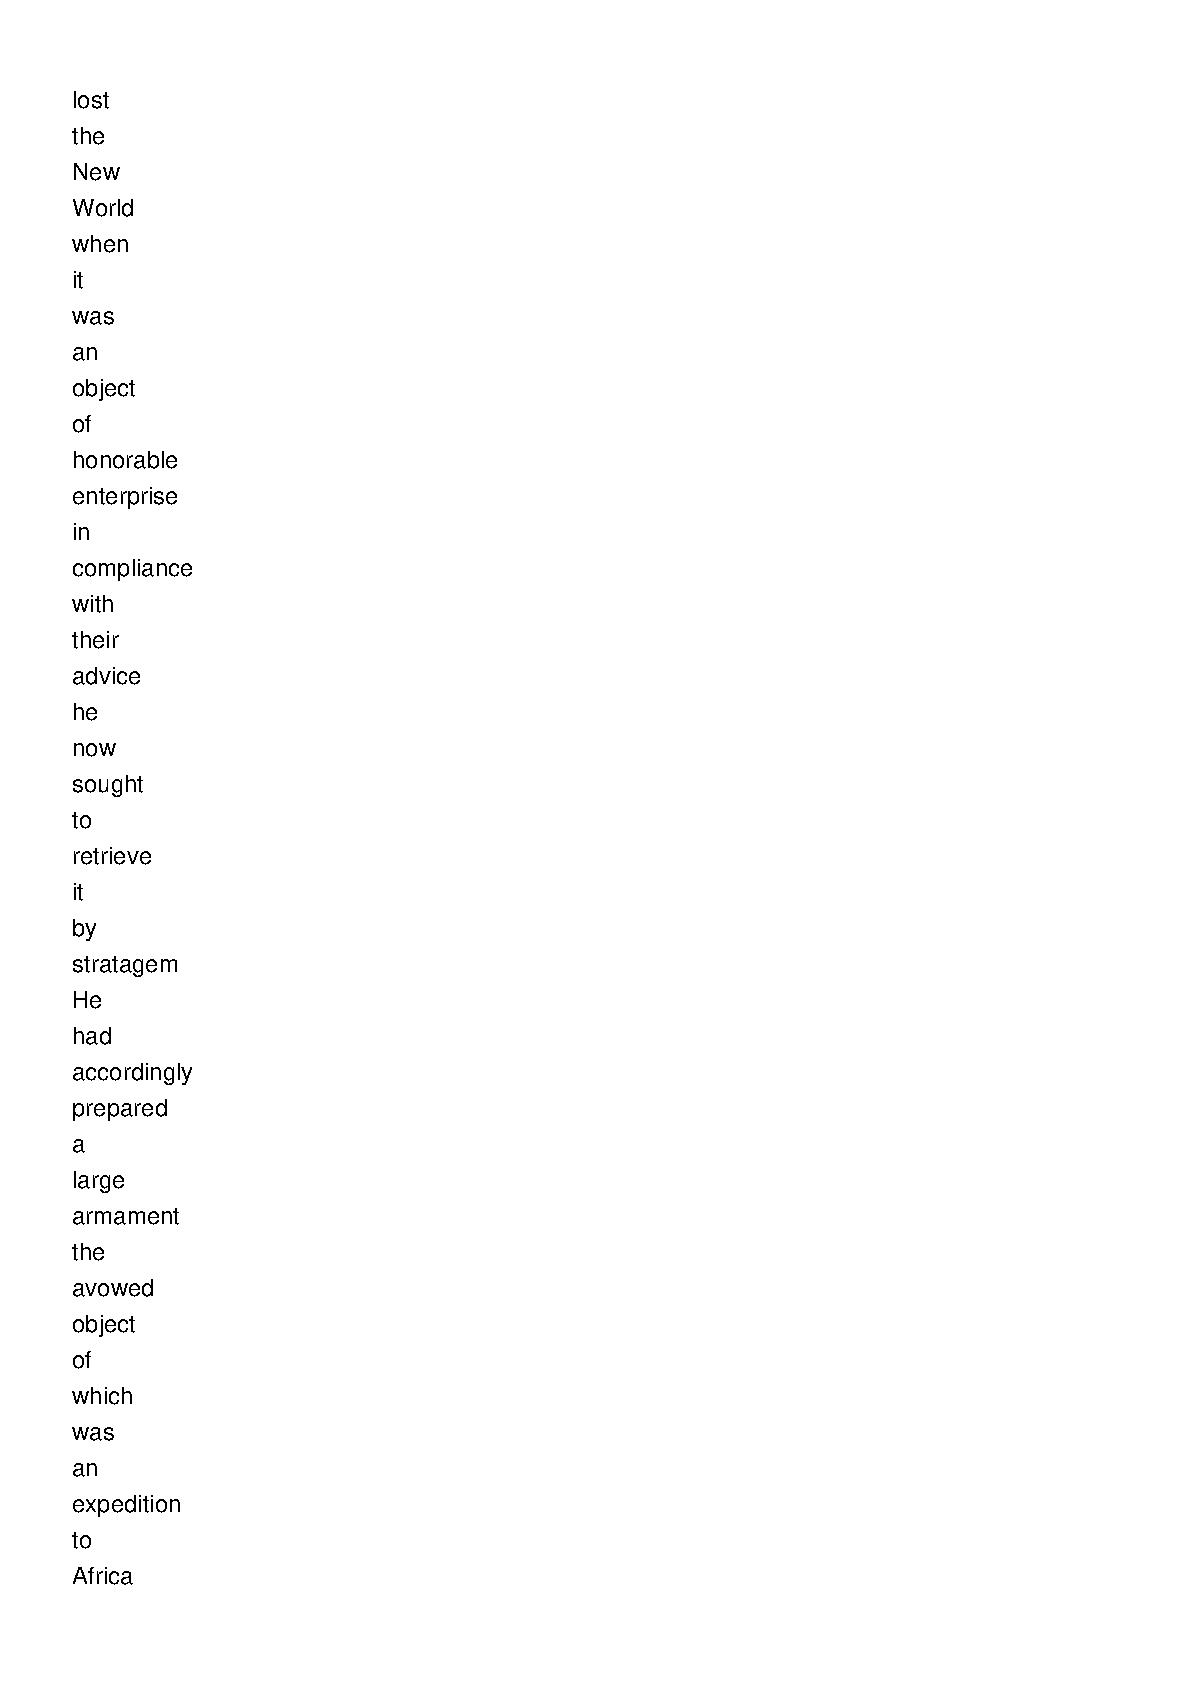 lost
the
New
World
when
it
was
an
object
of
honorable
enterprise
in
compliance
with
their
advice
he
now
sought
to
retrieve
it
by
stratagem
He
had
accordingly
prepared
a
large
armament
the
avowed
object
of
which
was
an
expedition
to
Africa